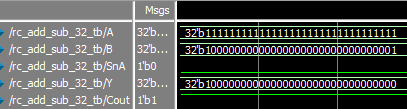 Msgs
/rc_add_sub_32_tb/A 32'b... 32'b11111111111111111111111111111111
/rc_add_sub_32_tb/B 32'b... 32'b10000000000000000000000000000001
/rc_add_sub_32_tb/SnA 1'b0
/rc_add_sub_32_tb/Y 32'b... 32'b10000000000000000000000000000000
/rc_add_sub_32_tb/Cout 1'b1